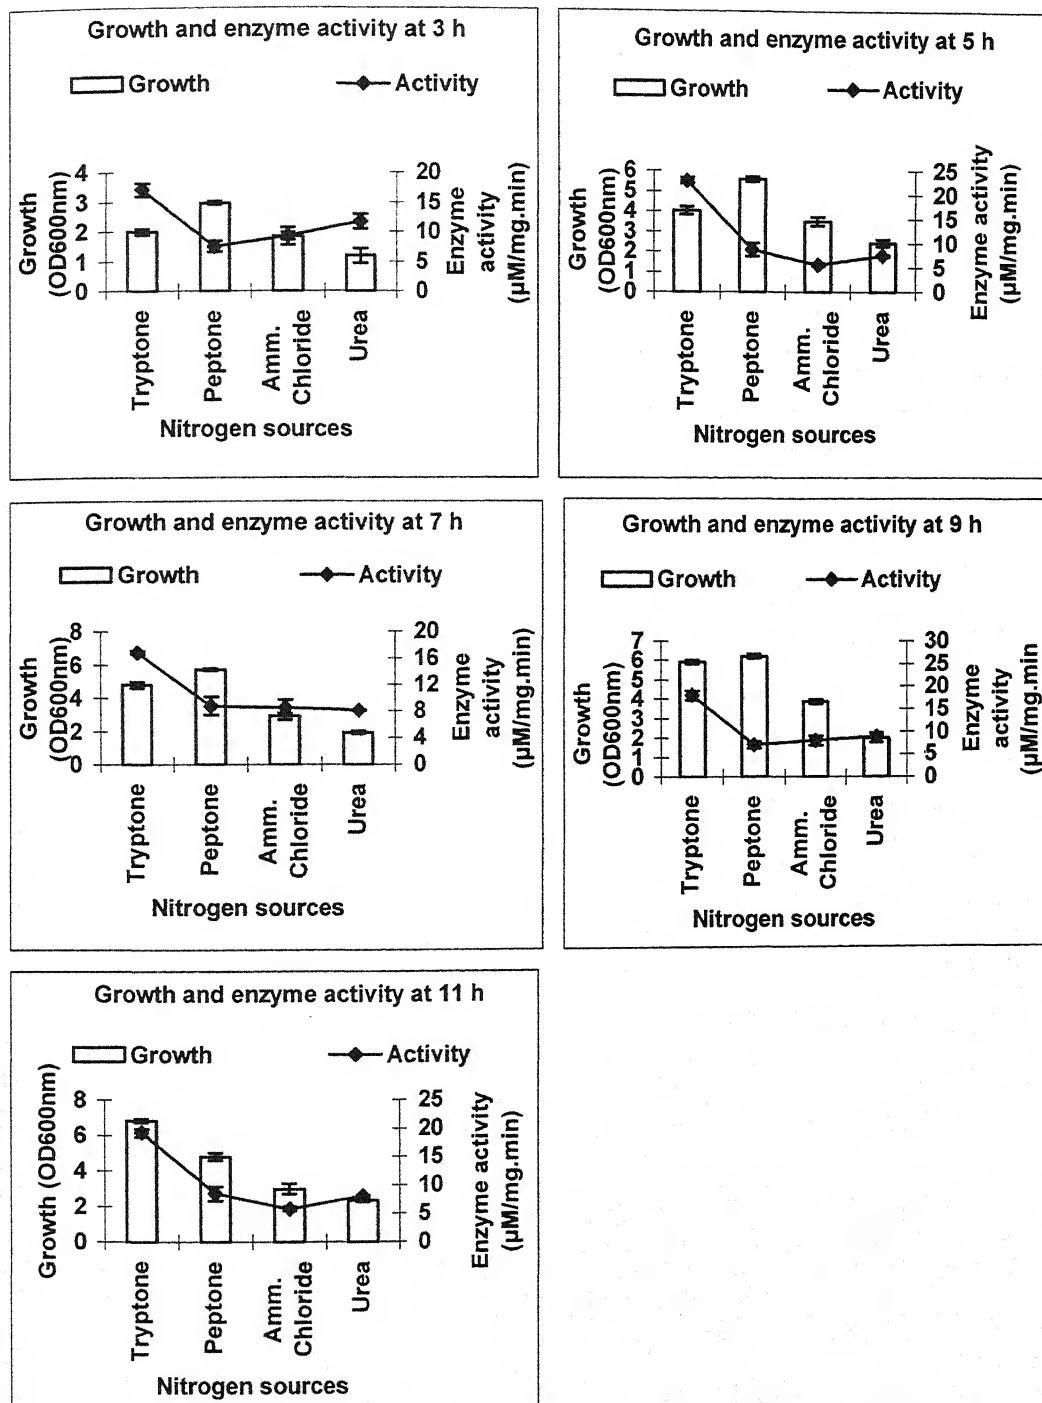 Growth and enzyme activity at 3 h
Growth Activity
Growth
(OD600nm)
4
3
2
1
0
20
15
10
5
0
Enzyme
activity
(µM/mg.min)
Tryptone
Peptone
Amm.
Chloride
Urea
Nitrogen sources
Growth and enzyme activity at 5 h
Growth Activity
Growth
(OD600nm)
6
5
4
3
2
1
0
25
20
15
10
5
0
Enzyme activity
(µM/mg.min)
Tryptone
Peptone
Amm.
Chloride
Urea
Nitrogen sources
Growth and enzyme activity at 7 h
Growth Activity
Growth
(OD600nm)
8
6
4
2
0
20
16
12
8
4
0
Enzyme
activity
(µM/mg.min)
Tryptone
Peptone
Amm.
Chloride
Urea
Nitrogen sources
Growth and enzyme activity at 9 h
Growth Activity
Growth
(OD600nm)
7
6
5
4
3
2
1
0
30
25
20
15
10
5
0
Enzyme
activity
(µM/mg.min
Tryptone
Peptone
Amm.
Chloride
Urea
Nitrogen sources
Growth and enzyme activity at 11 h
Growth Activity
Growth (OD600nm)
8
6
4
2
0
25
20
15
10
5
0
Enzyme activity
(µM/mg.min)
Tryptone
Peptone
Amm.
Chloride
Urea
Nitrogen sources